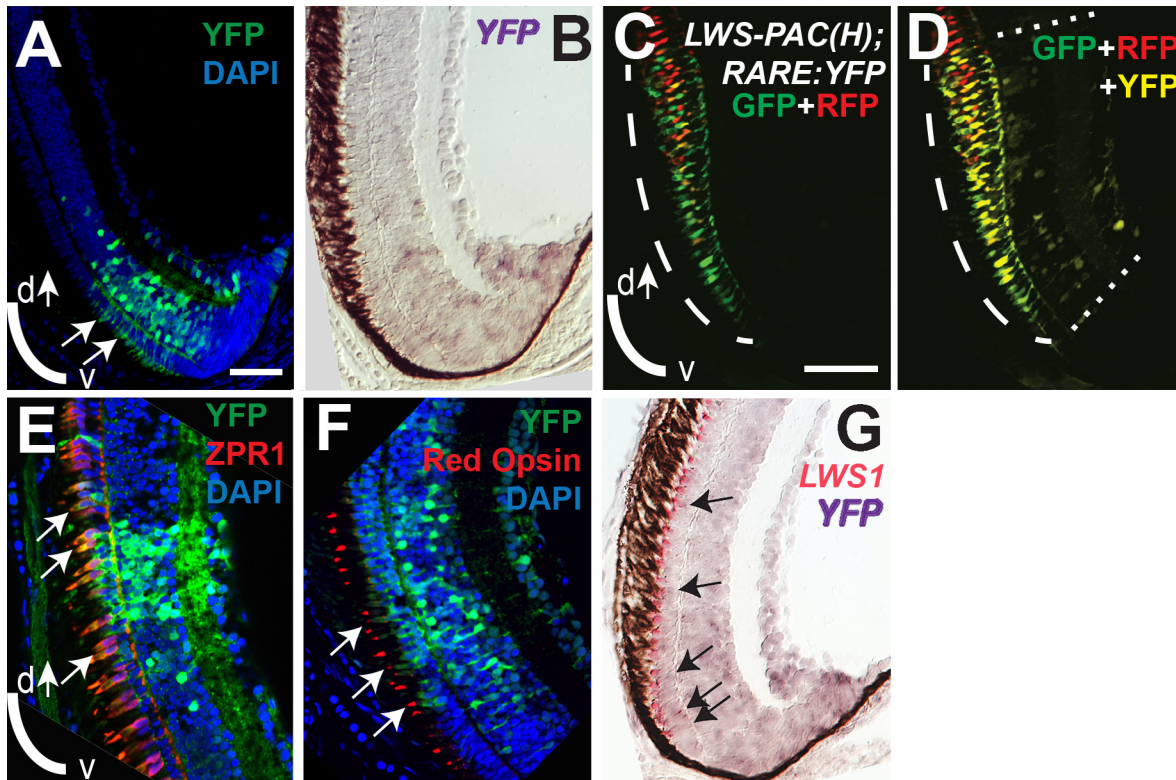 A
YFP
DAPI
d
v
B
YFP
C
LWS-PAC(H);
RARE:YFP
GFP+RFP
d
v
D
GFP+RFP
+YFP
E
YFP
ZPR1
DAPI
d
v
F
YFP
Red Opsin
DAPI
G
LWS1
YFP